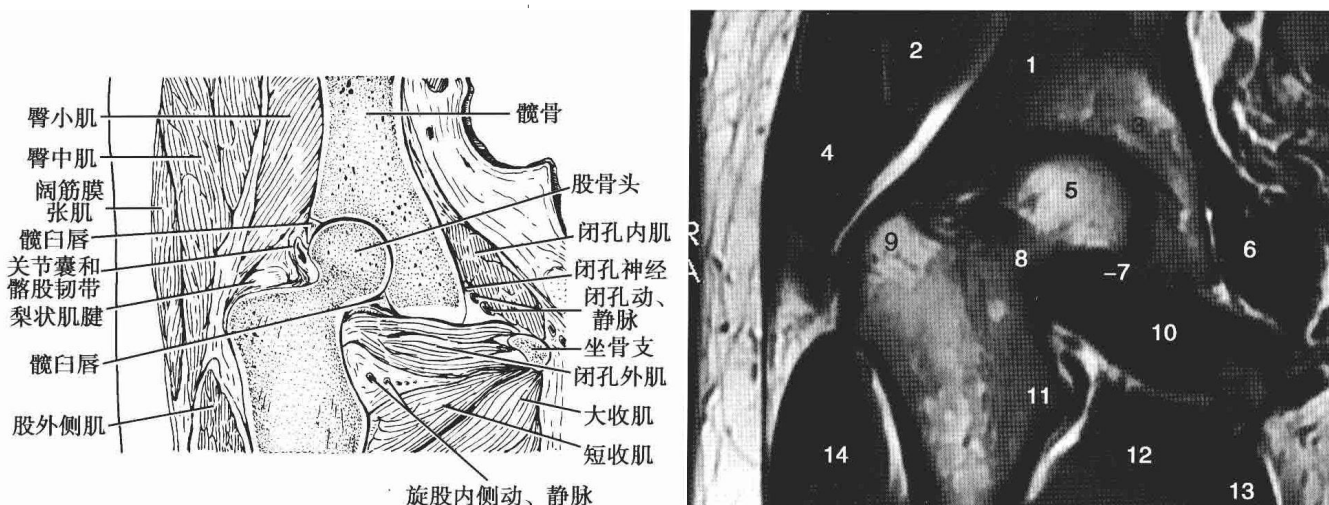 臀小肌
臀中肌
阔筋膜
张肌
髋臼唇
关节囊和
髂股韧带
梨状肌腱
髋臼唇
股外侧肌
髋骨
股骨头
闭孔内肌
闭孔神经
闭孔动、
静脉
坐骨支
闭孔外肌
大收肌
短收肌
旋股内侧动、静脉
2
1
3
4
5
R
A
9
6
8
-7
10
11
14
12
13